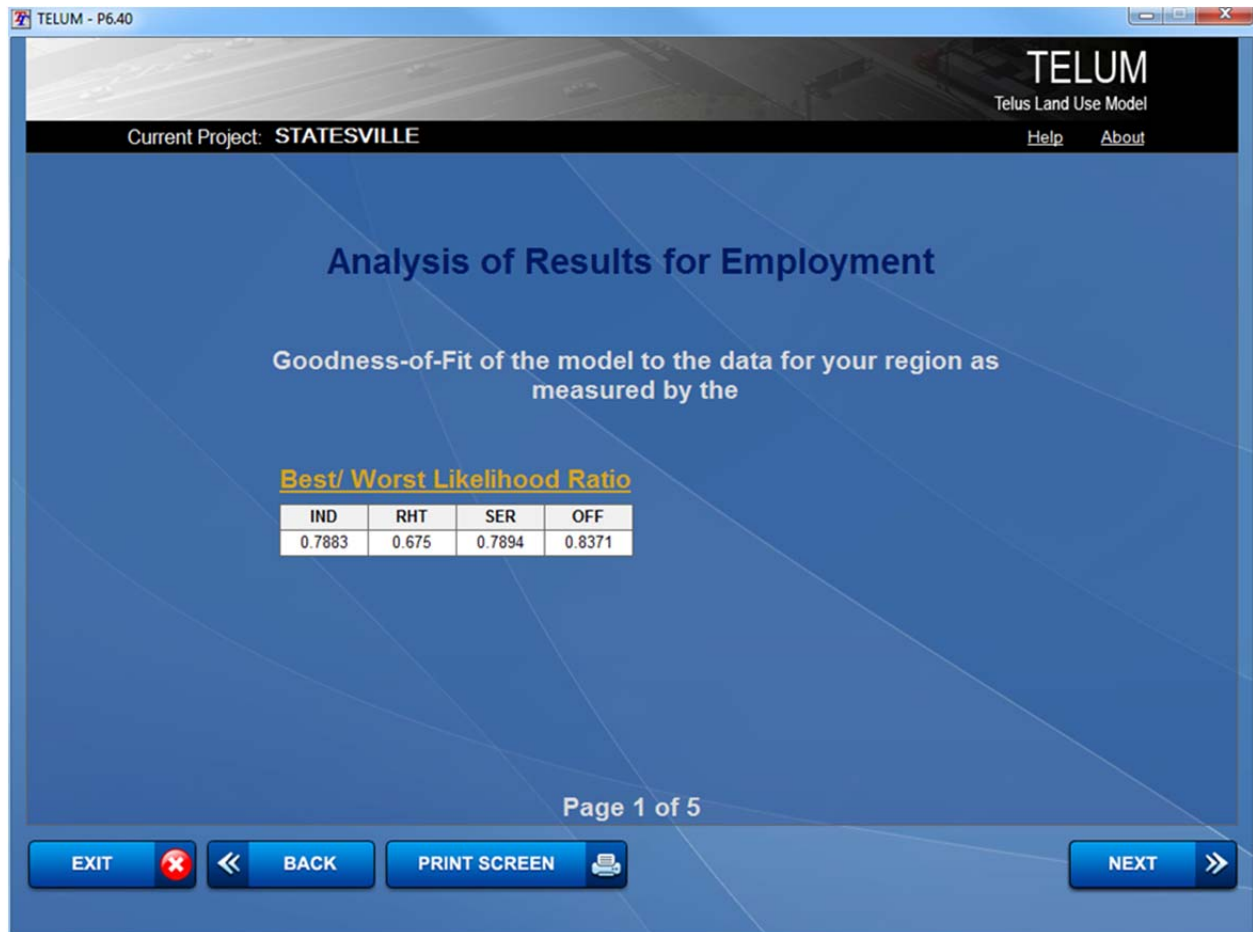 TELUM - P6.40
TELUM
Telus Land Use Model
Current Project: STATESVILLE
Help About
Analysis of Results for Employment
Goodness-of-Fit of the model to the data for your region as
measured by the
Best/ Worst Likelihood Ratio
IND RHT SER OFF
0.7883 0.675 0.7894 0.8371
Page 1 of 5
EXIT BACK PRINT SCREEN NEXT